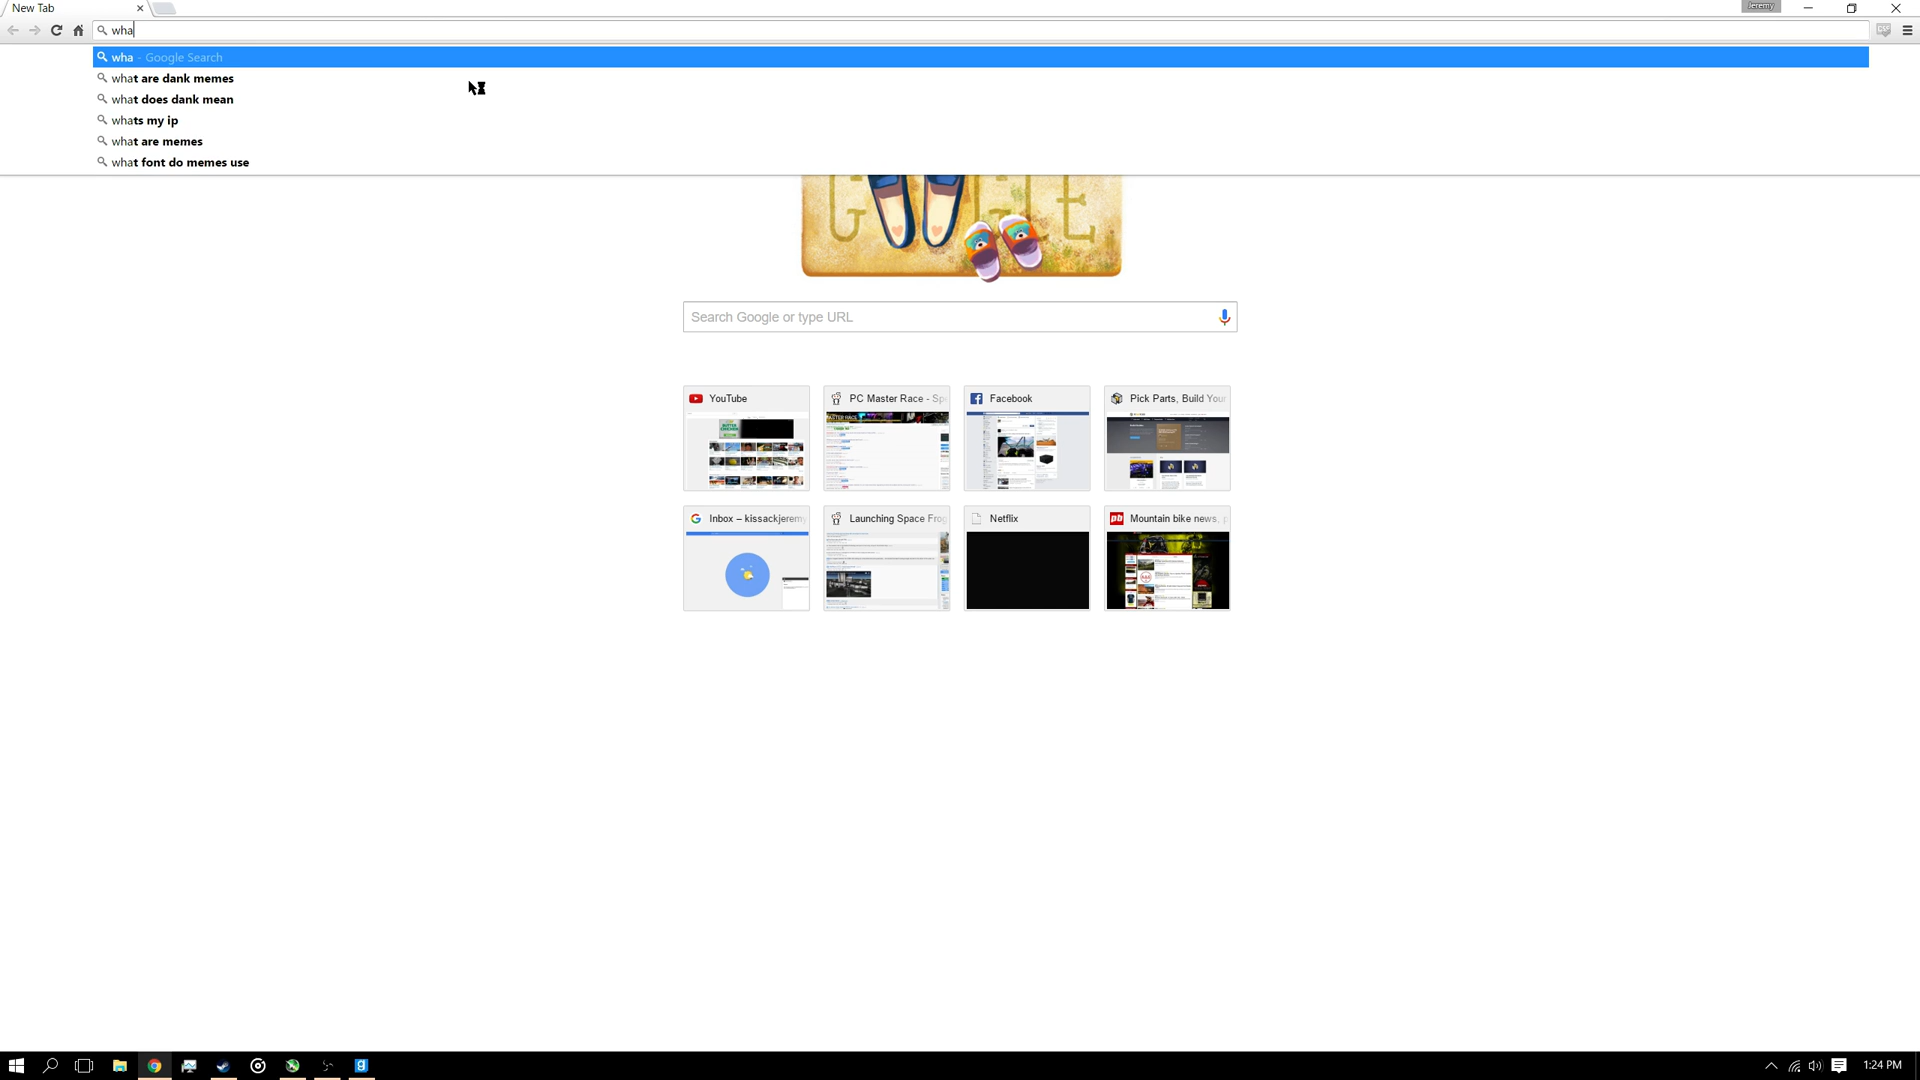 New Tab
Jeremy
wha
wha - Google Search
what are dank memes
what does dank mean
whats my ip
what are memes
what font do memes use
Search Google or type URL
YouTube
PC Master Race - Sp
Facebook
Pick Parts, Build Your
Inbox – kissackjeremy
Launching Space Frog
Netflix
Mountain bike news, p
1:24 PM